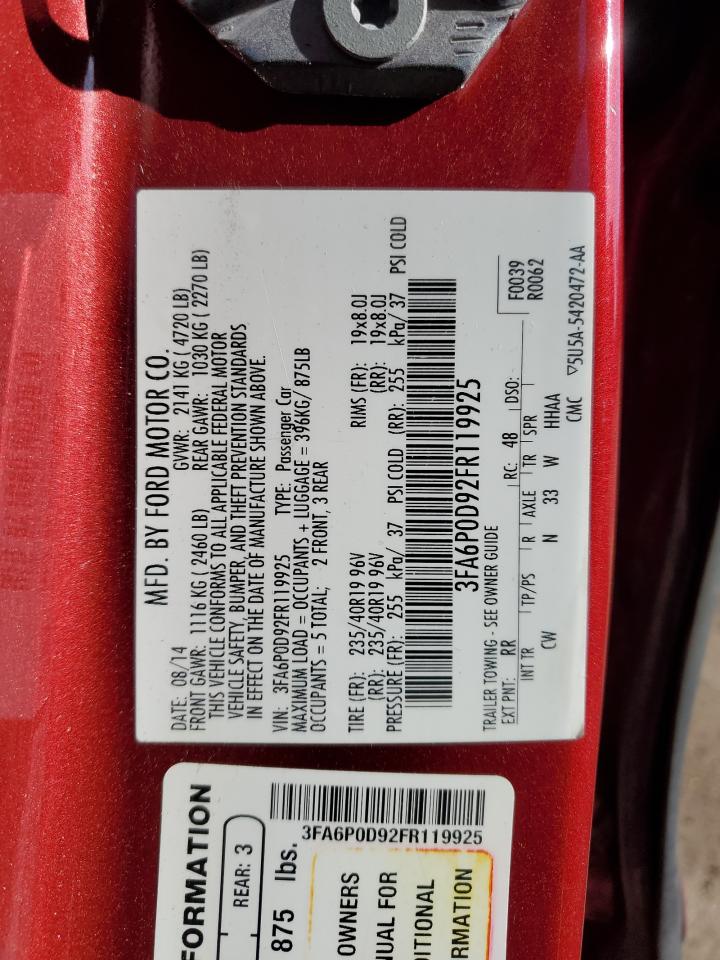 MFD. BY FORD MOTOR CO.
DATE: 08/14 GVWR: 2141 KG ( 4720 LB)
FRONT GAWR: 1116 KG ( 2460 LB) REAR GAWR: 1030 KG ( 2270 LB)
THIS VEHICLE CONFORMS TO ALL APPLICABLE FEDERAL MOTOR
VEHICLE SAFETY, BUMPER, AND THEFT PREVENTION STANDARDS
IN EFFECT ON THE DATE OF MANUFACTURE SHOWN ABOVE.
VIN: 3FA6P0D92FR119925 TYPE: Passenger Car
MAXIMUM LOAD = OCCUPANTS + LUGGAGE = 396KG/ 875LB
OCCUPANTS = 5 TOTAL; 2 FRONT, 3 REAR
TIRE (FR): 235/40R19 96V RIMS (FR): 19x8.0J
(RR): 235/40R19 96V (RR): 19x8.0J
PRESSURE (FR): 255 kPa/ 37 PSI COLD (RR): 255 kPa/ 37 PSI COLD
3FA6P0D92FR119925
TRAILER TOWING - SEE OWNER GUIDE F0039
EXT PNT: RR RC: 48 DSO: R0062
INT TR TP/PS R AXLE TR SPR
CW N 33 W HHAA
CMC ▽5U5A-5420472-AA
FORMATION
REAR: 3
875 lbs.
3FA6P0D92FR119925
OWNERS
UAL FOR
DITIONAL
RMATION